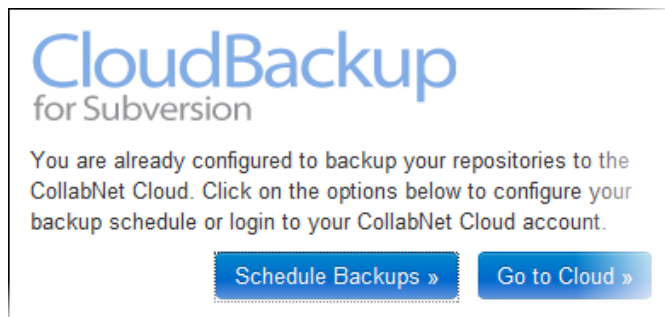 CloudBackup
for Subversion
You are already configured to backup your repositories to the
CollabNet Cloud. Click on the options below to configure your
backup schedule or login to your CollabNet Cloud account.
Schedule Backups » Go to Cloud »